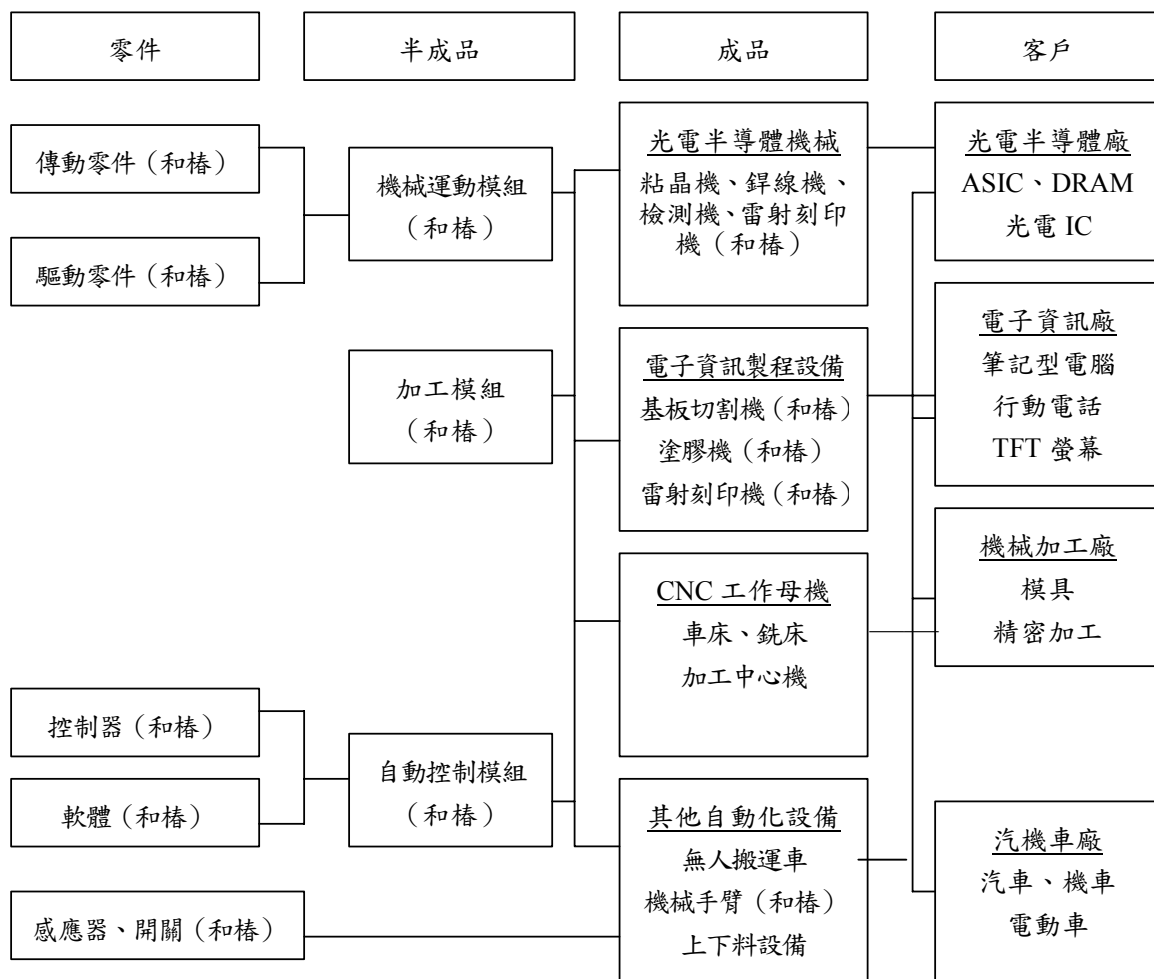 零件
半成品
成品
客戶
傳動零件（和椿）
驅動零件（和椿）
控制器（和椿）
軟體（和椿）
感應器、開關（和椿）
機械運動模組
（和椿）
加工模組
（和椿）
自動控制模組
（和椿）
光電半導體機械
粘晶機、銲線機、
檢測機、雷射刻印
機（和椿）
電子資訊製程設備
基板切割機（和椿）
塗膠機（和椿）
雷射刻印機（和椿）
CNC 工作母機
車床、銑床
加工中心機
其他自動化設備
無人搬運車
機械手臂（和椿）
上下料設備
光電半導體廠
ASIC、DRAM
光電 IC
電子資訊廠
筆記型電腦
行動電話
TFT 螢幕
機械加工廠
模具
精密加工
汽機車廠
汽車、機車
電動車